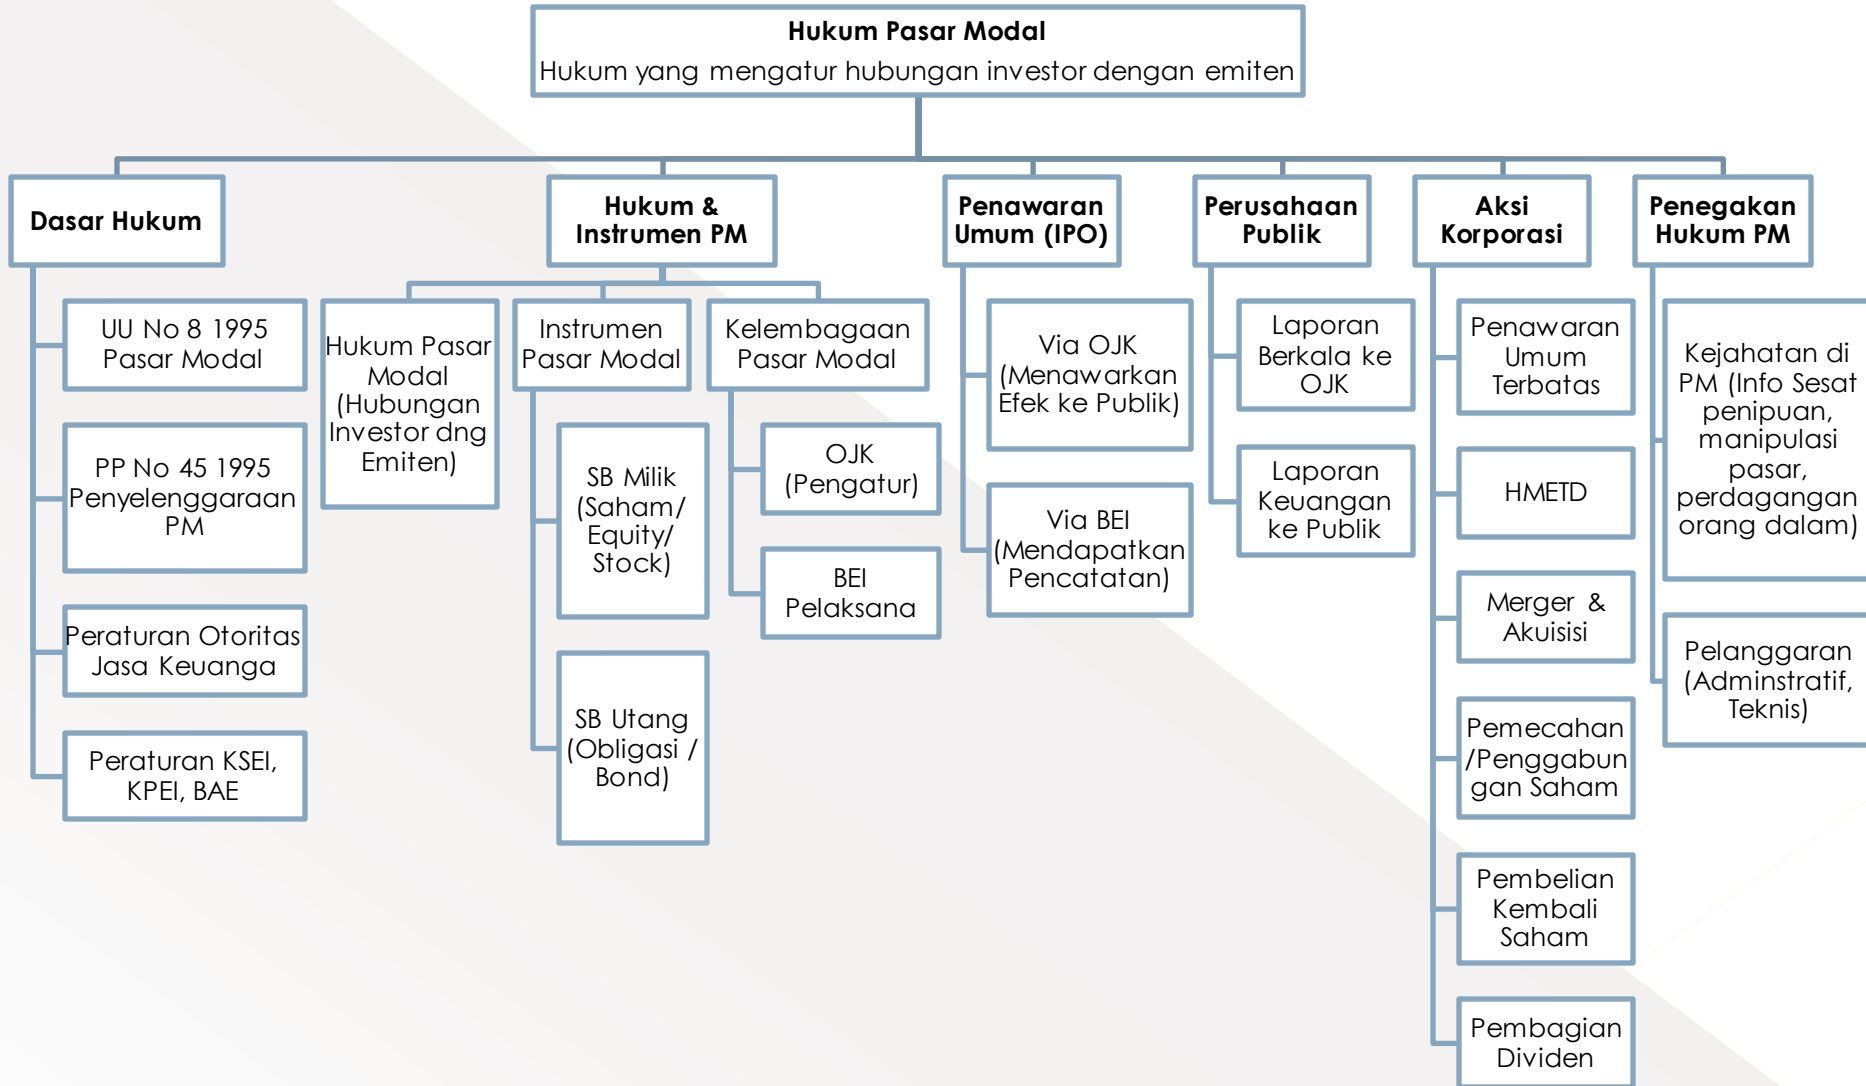 Hukum Pasar Modal
Hukum yang mengatur hubungan investor dengan emiten
Dasar Hukum
UU No 8 1995
Pasar Modal
PP No 45 1995
Penyelenggaraan
PM
Peraturan Otoritas
Jasa Keuanga
Peraturan KSEI,
KPEI, BAE
Hukum &
Instrumen PM
Hukum Pasar
Modal
(Hubungan
Investor dng
Emiten)
Instrumen
Pasar Modal
SB Milik
(Saham/
Equity/
Stock)
SB Utang
(Obligasi /
Bond)
Kelembagaan
Pasar Modal
OJK
(Pengatur)
BEI
Pelaksana
Penawaran
Umum (IPO)
Via OJK
(Menawarkan
Efek ke Publik)
Via BEI
(Mendapatkan
Pencatatan)
Perusahaan
Publik
Laporan
Berkala ke
OJK
Laporan
Keuangan
ke Publik
Aksi
Korporasi
Penawaran
Umum
Terbatas
HMETD
Merger &
Akuisisi
Pemecahan
/Penggabun
gan Saham
Pembelian
Kembali
Saham
Pembagian
Dividen
Penegakan
Hukum PM
Kejahatan di
PM (Info Sesat
penipuan,
manipulasi
pasar,
perdagangan
orang dalam)
Pelanggaran
(Adminstratif,
Teknis)